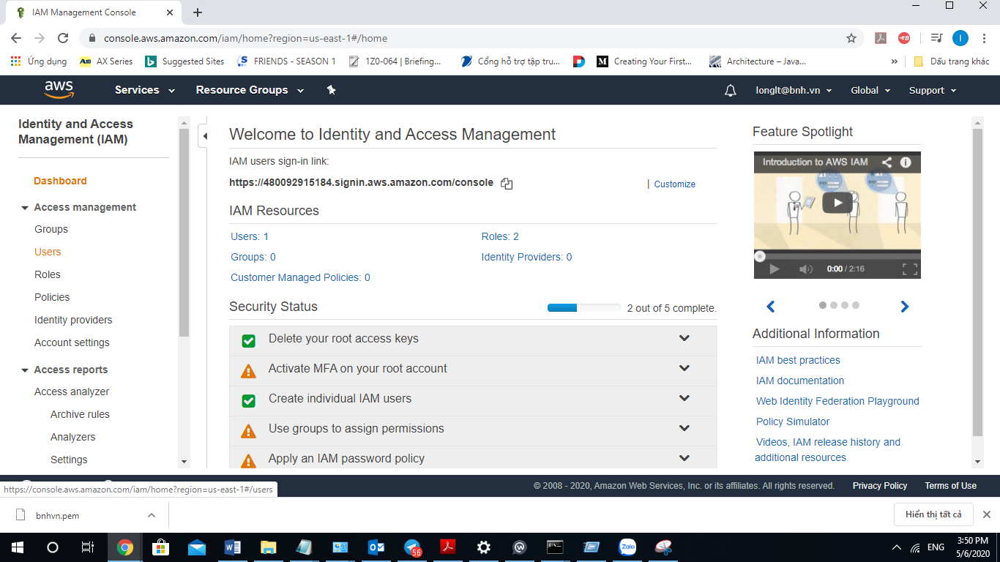 IAM Management Console
console.aws.amazon.com/iam/home?region=us-east-1#/home
I
Ứng dụng
AX Series
Suggested Sites
FRIENDS - SEASON 1
1Z0-064 | Briefing...
Cổng hỗ trợ tập tru...
Creating Your First...
Architecture – Java...
»
Dấu trang khác
aws
Services
Resource Groups
longlt@bnh.vn
Global
Support
Identity and Access
Management (IAM)
Dashboard
Access management
Groups
Users
Roles
Policies
Identity providers
Account settings
Access reports
Access analyzer
Archive rules
Analyzers
Settings
Welcome to Identity and Access Management
IAM users sign-in link:
https://480092915184.signin.aws.amazon.com/console
| Customize
IAM Resources
Users: 1
Roles: 2
Groups: 0
Identity Providers: 0
Customer Managed Policies: 0
Security Status
2 out of 5 complete.
Delete your root access keys
Activate MFA on your root account
Create individual IAM users
Use groups to assign permissions
Apply an IAM password policy
Feature Spotlight
Introduction to AWS IAM
0:00 / 2:16
Additional Information
IAM best practices
IAM documentation
Web Identity Federation Playground
Policy Simulator
Videos, IAM release history and
additional resources
https://console.aws.amazon.com/iam/home?region=us-east-1#/users
© 2008 - 2020, Amazon Web Services, Inc. or its affiliates. All rights reserved.
Privacy Policy
Terms of Use
bnhvn.pem
Hiển thị tất cả
56
Zalo
ENG
3:50 PM
5/6/2020